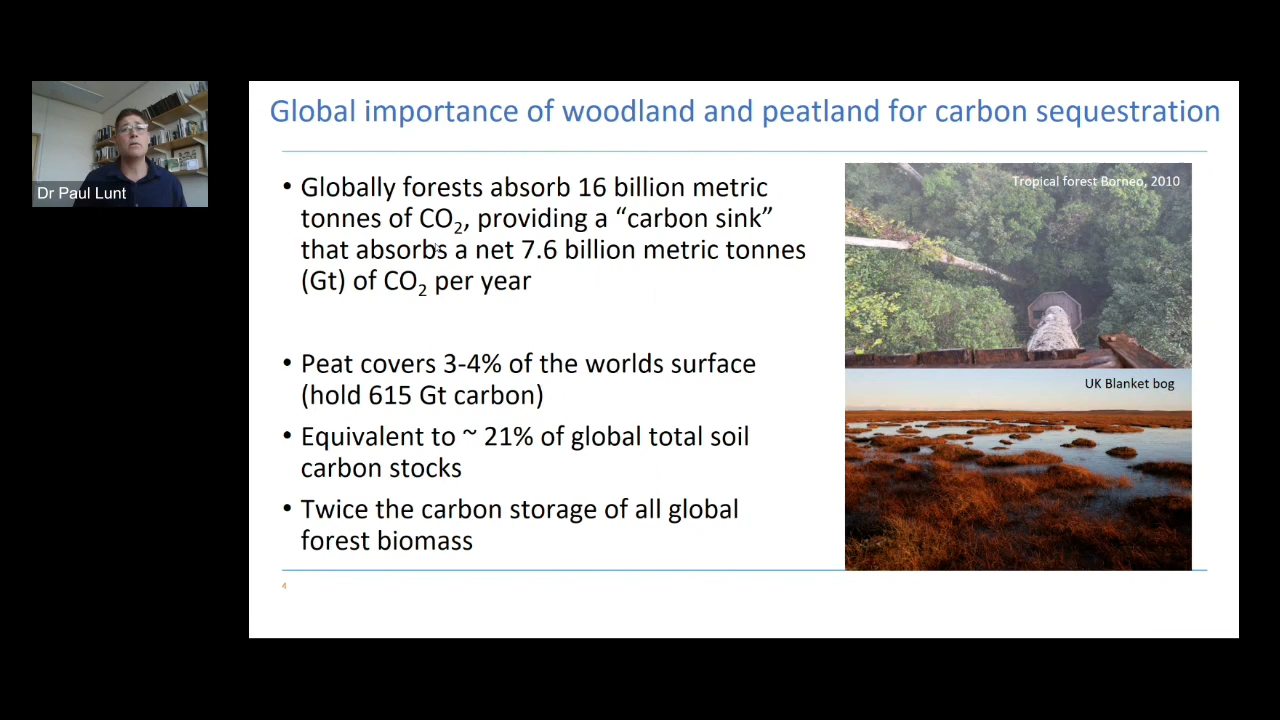 Global importance of woodland and peatland for carbon sequestration
Dr Paul Lunt
• Globally forests absorb 16 billion metric
tonnes of CO₂, providing a “carbon sink”
that absorbs a net 7.6 billion metric tonnes
(Gt) of CO₂ per year
• Peat covers 3-4% of the worlds surface
(hold 615 Gt carbon)
• Equivalent to ~ 21% of global total soil
carbon stocks
• Twice the carbon storage of all global
forest biomass
Tropical forest Borneo, 2010
UK Blanket bog
4